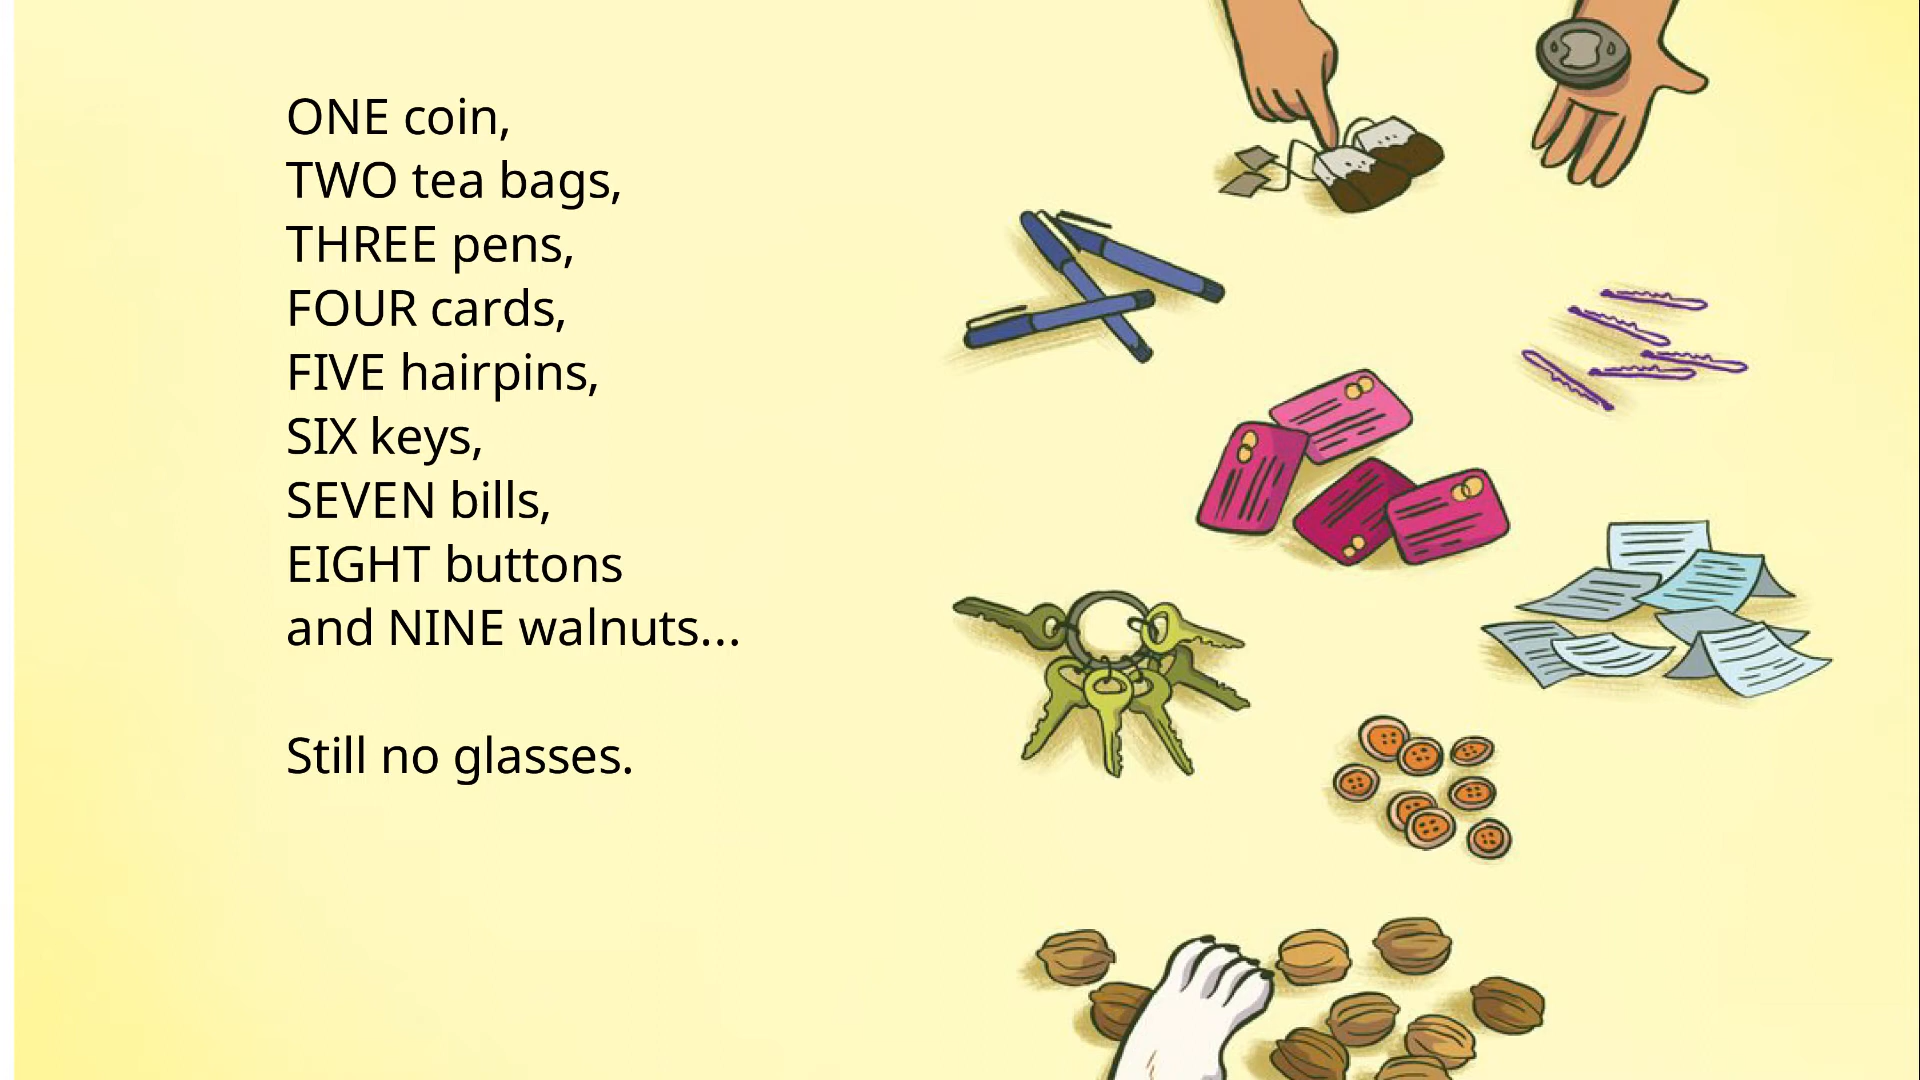 ONE coin,
TWO tea bags,
THREE pens,
FOUR cards,
FIVE hairpins,
SIX keys,
SEVEN bills,
EIGHT buttons
and NINE walnuts...
Still no glasses.